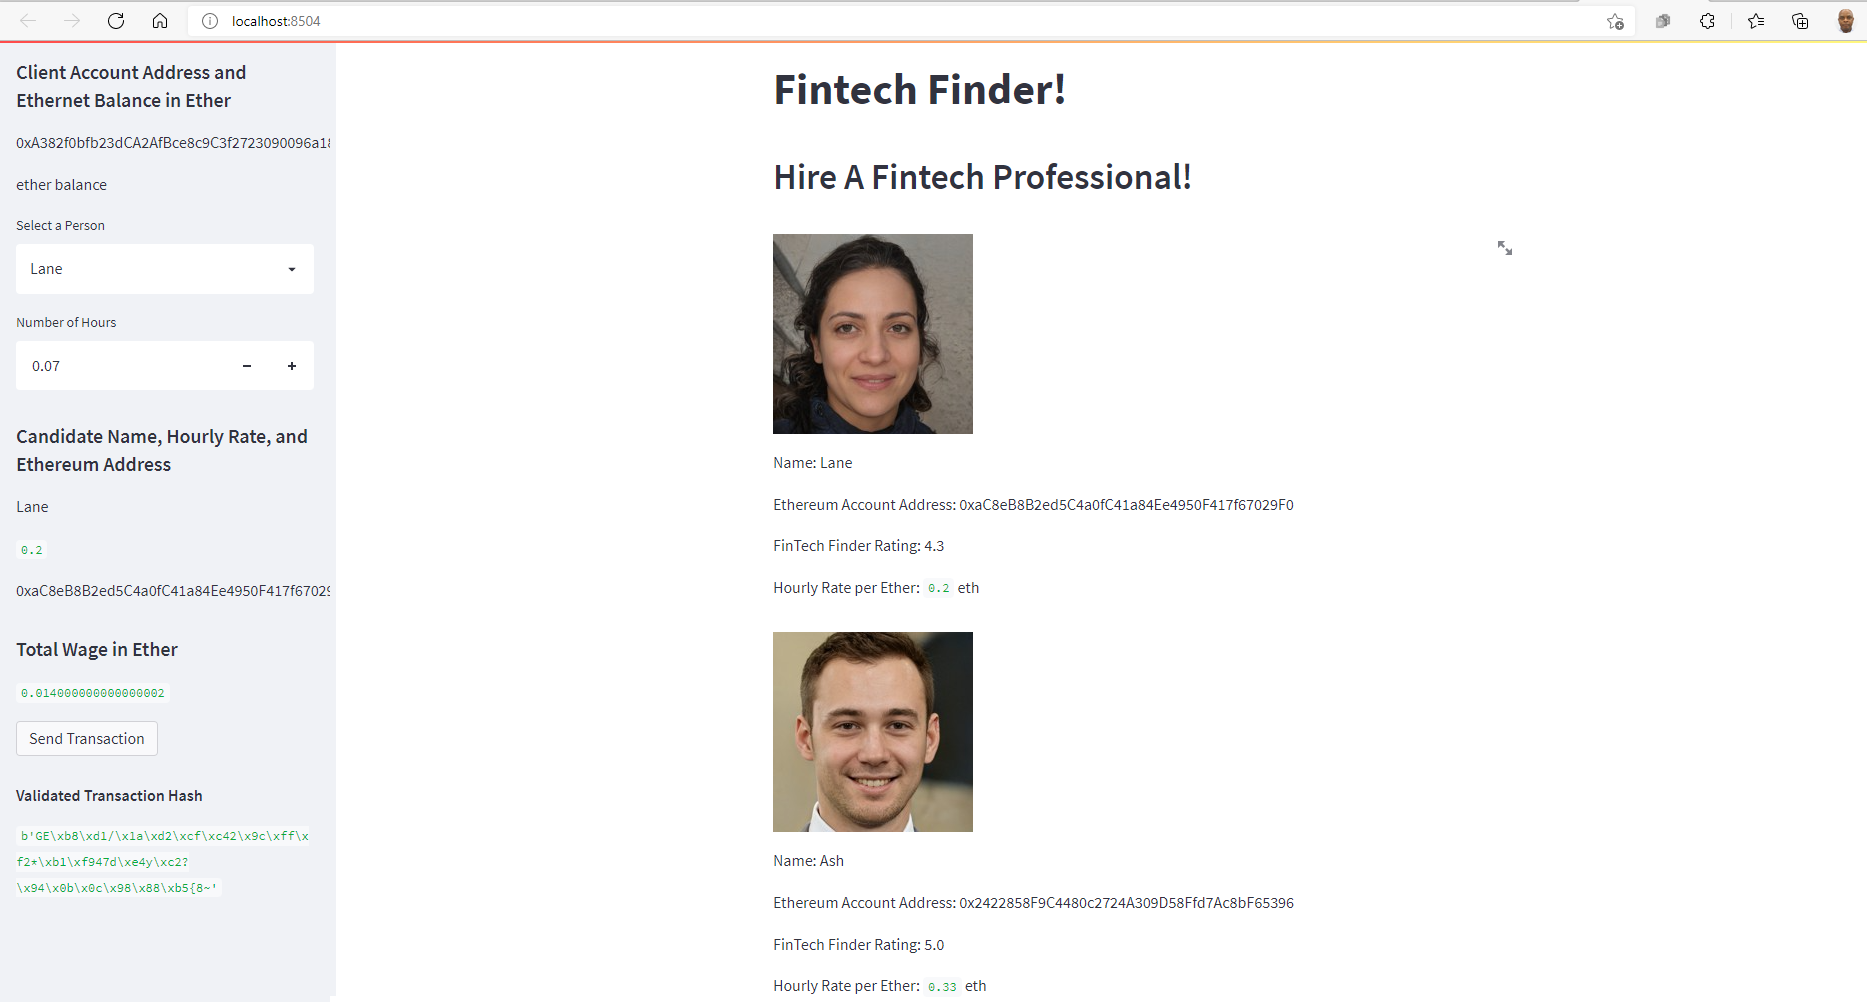 localhost:8504
Client Account Address and
Ethernet Balance in Ether
0xA382f0bfb23dCA2AfBce8c9C3f2723090096a18
ether balance
Select a Person
Lane
Number of Hours
0.07
Candidate Name, Hourly Rate, and
Ethereum Address
Lane
0.2
0xaC8eB8B2ed5C4a0fC41a84Ee4950F417f67029
Total Wage in Ether
0.014000000000000002
Send Transaction
Validated Transaction Hash
b'GE\xb8\xd1/\x1a\xd2\xcf\xc42\x9c\xff\x
f2*\xb1\xf947d\xe4y\xc2?
\x94\x0b\x0c\x98\x88\xb5{8~'
Fintech Finder!
Hire A Fintech Professional!
Name: Lane
Ethereum Account Address: 0xaC8eB8B2ed5C4a0fC41a84Ee4950F417f67029F0
FinTech Finder Rating: 4.3
Hourly Rate per Ether: 0.2 eth
Name: Ash
Ethereum Account Address: 0x2422858F9C4480c2724A309D58Ffd7Ac8bF65396
FinTech Finder Rating: 5.0
Hourly Rate per Ether: 0.33 eth